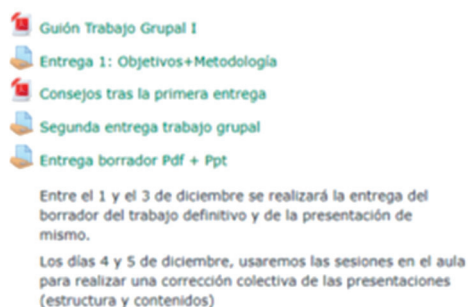 Guión Trabajo Grupal I
Entrega 1: Objetivos+Metodología
Consejos tras la primera entrega
Segunda entrega trabajo grupal
Entrega borrador Pdf + Ppt
Entre el 1 y el 3 de diciembre se realizará la entrega del
borrador del trabajo definitivo y de la presentación de
mismo.
Los días 4 y 5 de diciembre, usaremos las sesiones en el aula
para realizar una corrección colectiva de las presentaciones
(estructura y contenidos)